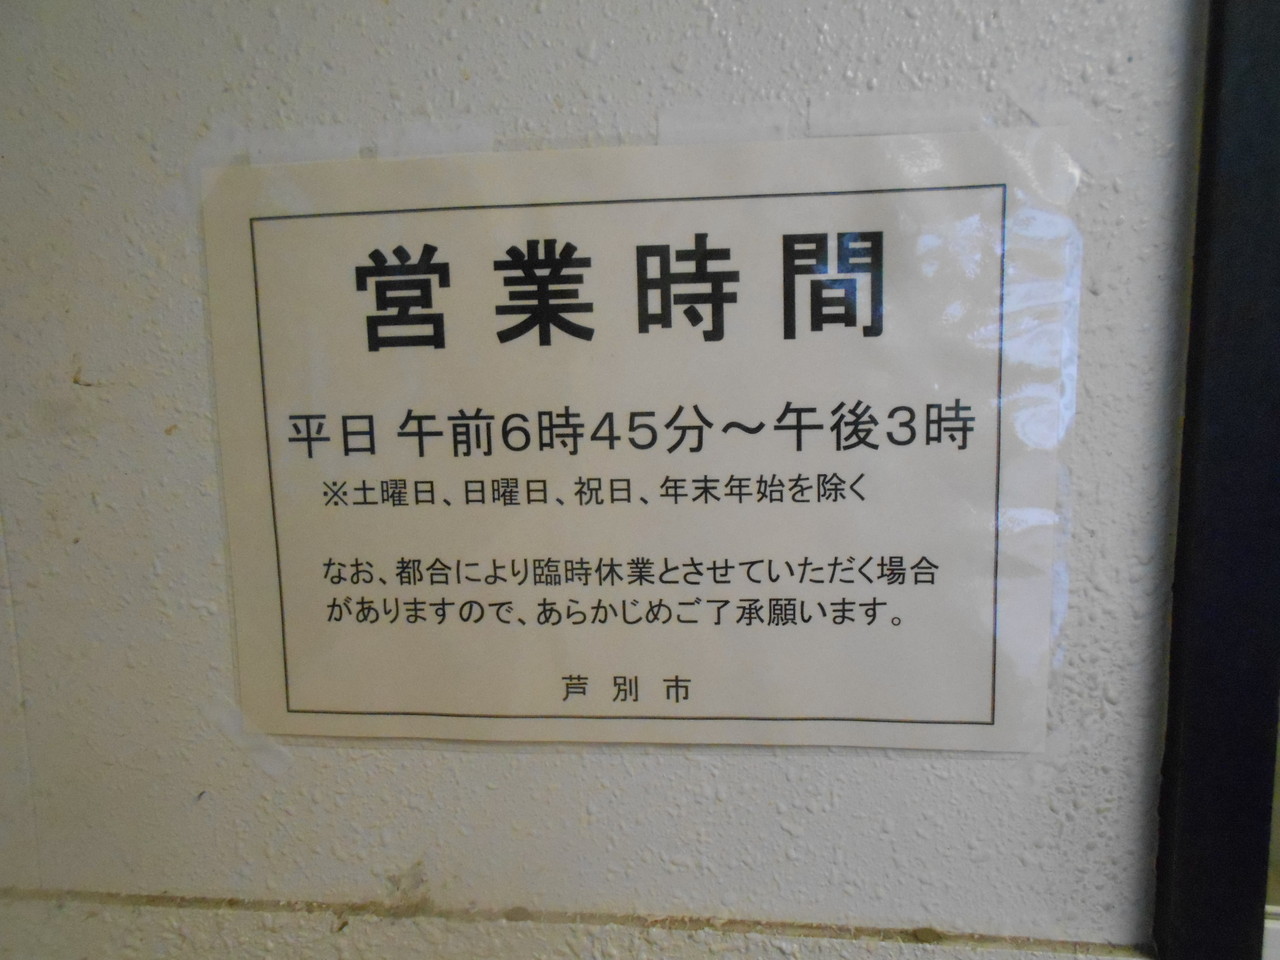 営業時間
平日 午前6時45分～午後3時
※土曜日、日曜日、祝日、年末年始を除く
なお、都合により臨時休業とさせていただく場合
がありますので、あらかじめご了承願います。
芦別市